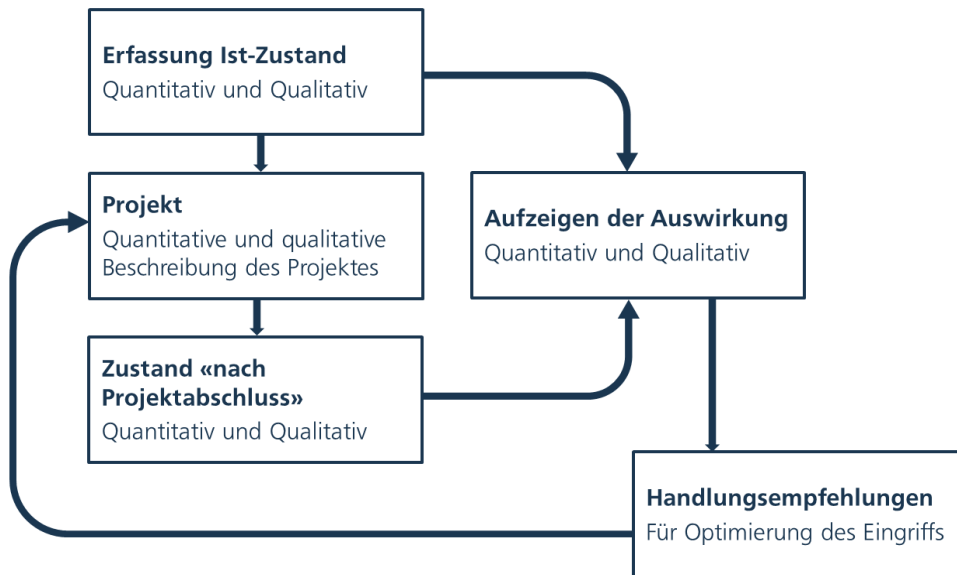 Erfassung Ist-Zustand
Quantitativ und Qualitativ
Projekt
Quantitative und qualitative
Beschreibung des Projektes
Aufzeigen der Auswirkung
Quantitativ und Qualitativ
Zustand «nach
Projektabschluss»
Quantitativ und Qualitativ
Handlungsempfehlungen
Für Optimierung des Eingriffs